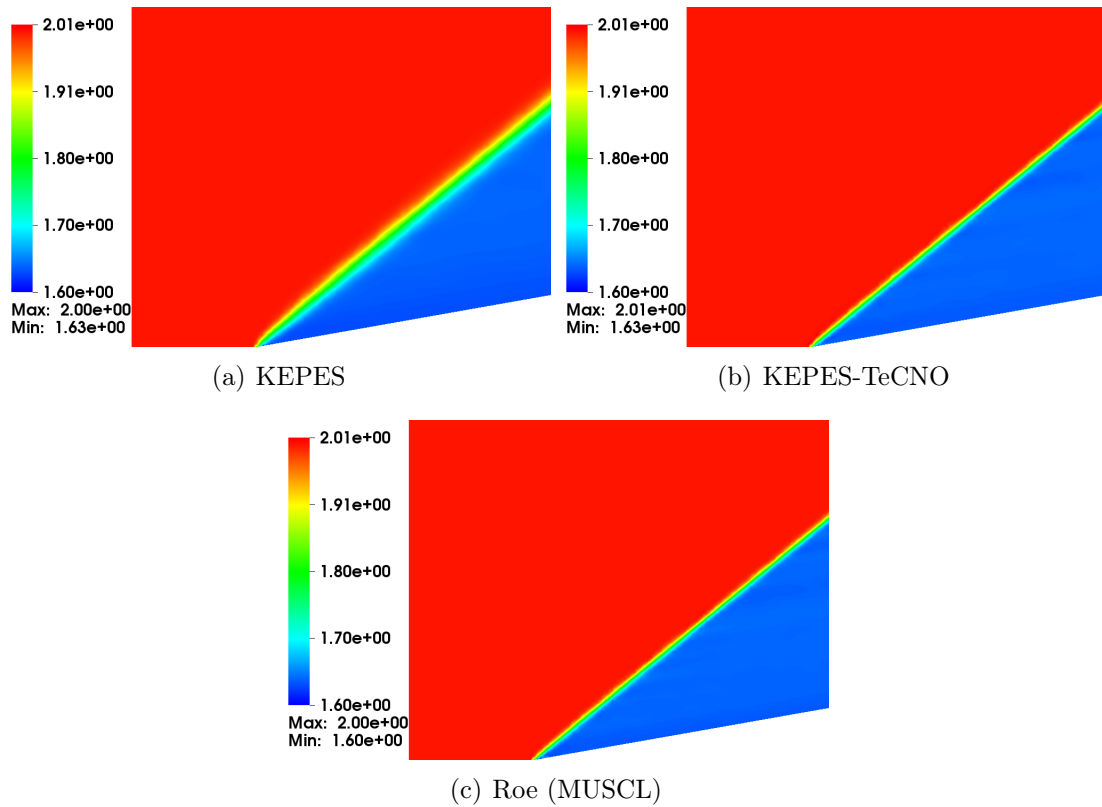 2.01e+00
1.91e+00
1.80e+00
1.70e+00
1.60e+00
Max: 2.00e+00
Min: 1.63e+00
(a) KEPES
2.01e+00
1.91e+00
1.80e+00
1.70e+00
1.60e+00
Max: 2.01e+00
Min: 1.63e+00
(b) KEPES-TeCNO
2.01e+00
1.91e+00
1.80e+00
1.70e+00
1.60e+00
Max: 2.00e+00
Min: 1.60e+00
(c) Roe (MUSCL)